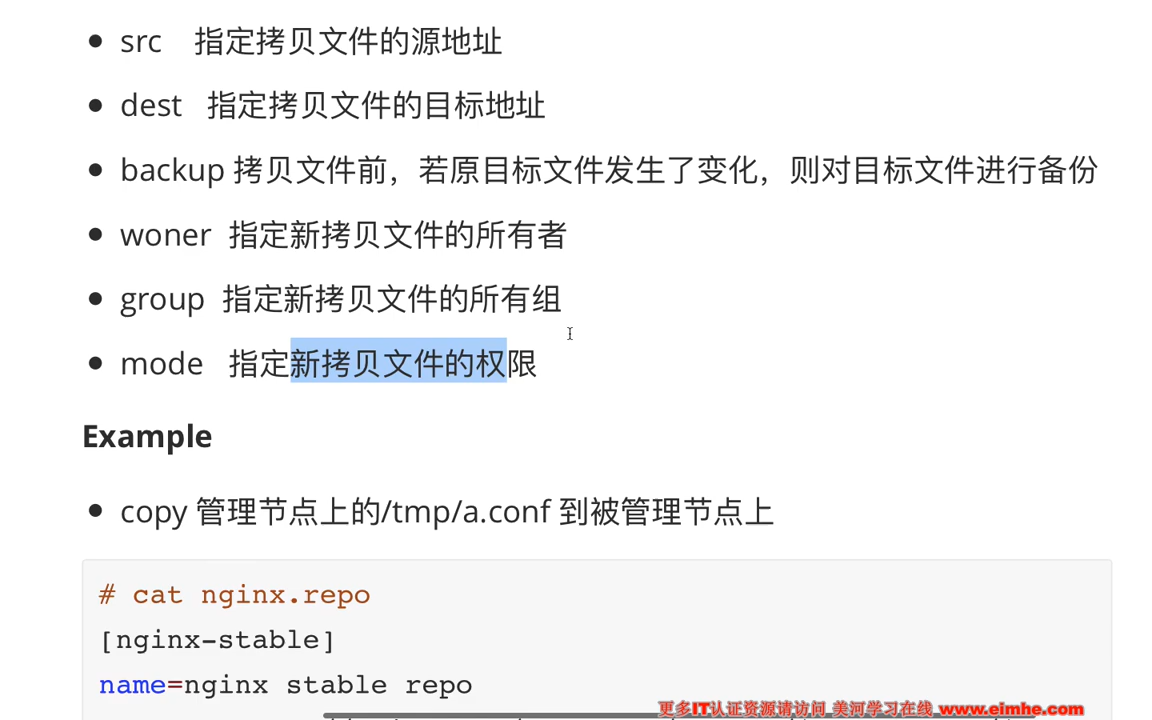 src 指定拷贝文件的源地址
dest 指定拷贝文件的目标地址
backup 拷贝文件前，若原目标文件发生了变化，则对目标文件进行备份
woner 指定新拷贝文件的所有者
group 指定新拷贝文件的所有组
mode 指定新拷贝文件的权限
Example
copy 管理节点上的/tmp/a.conf 到被管理节点上
# cat nginx.repo
[nginx-stable]
name=nginx stable repo
更多IT认证资源请访问 美河学习在线 www.eimhe.com